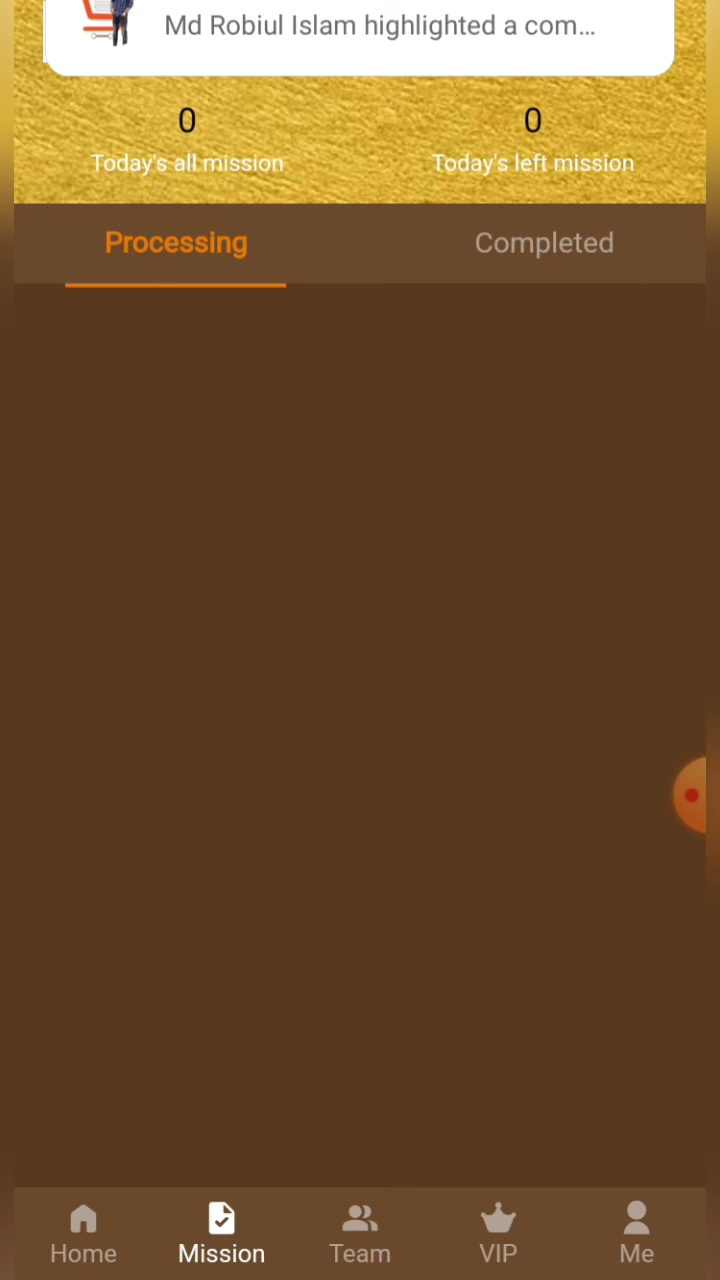 Md Robiul Islam highlighted a com...
0
Today's all mission
0
Today's left mission
Processing
Completed
Home
Mission
Team
VIP
Me